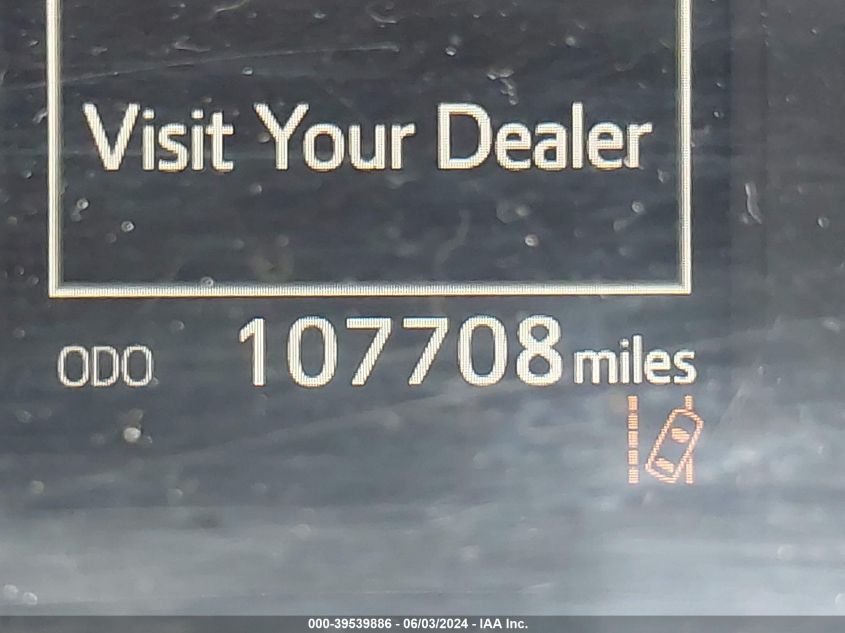 Visit Your Dealer
ODO 107708 miles
000-39539886 - 06/03/2024 - IAA Inc.